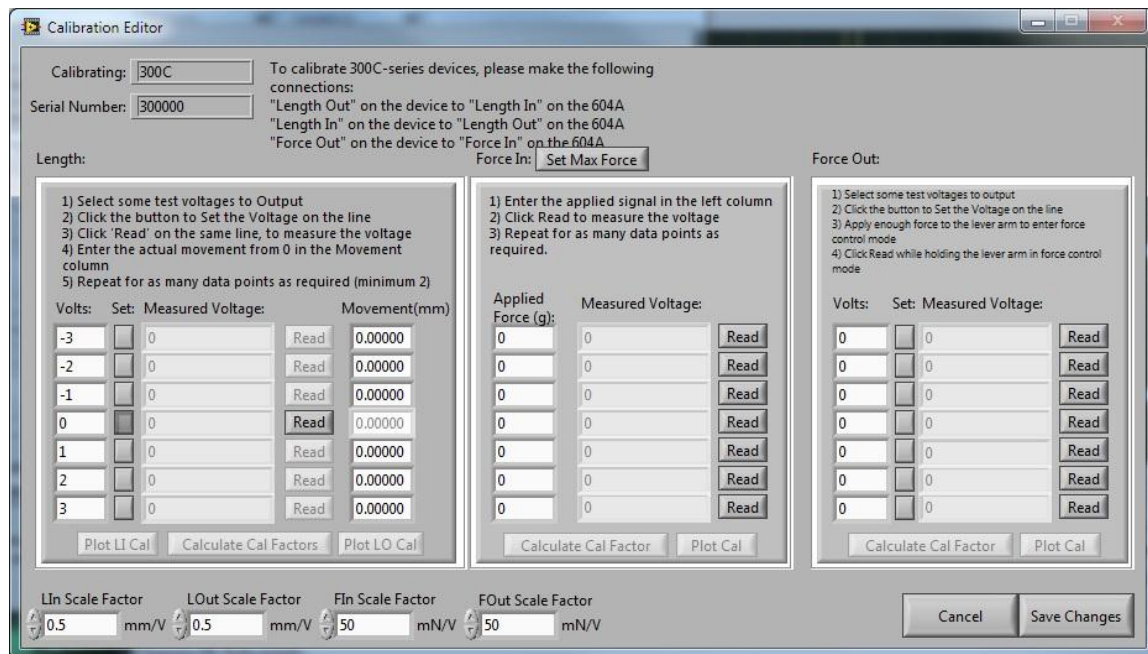 Calibration Editor
Calibrating: 300C
Serial Number: 300000
To calibrate 300C-series devices, please make the following
connections:
"Length Out" on the device to "Length In" on the 604A
"Length In" on the device to "Length Out" on the 604A
"Force Out" on the device to "Force In" on the 604A
Length:
1) Select some test voltages to Output
2) Click the button to Set the Voltage on the line
3) Click 'Read' on the same line, to measure the voltage
4) Enter the actual movement from 0 in the Movement
column
5) Repeat for as many data points as required (minimum 2)
Volts: Set: Measured Voltage: Movement(mm)
-3 0 Read 0.00000
-2 0 Read 0.00000
-1 0 Read 0.00000
0 0 Read 0.00000
1 0 Read 0.00000
2 0 Read 0.00000
3 0 Read 0.00000
Plot LI Cal Calculate Cal Factors Plot LO Cal
Force In: Set Max Force
1) Enter the applied signal in the left column
2) Click Read to measure the voltage
3) Repeat for as many data points as
required.
Applied
Force (g): Measured Voltage:
0 0 Read
0 0 Read
0 0 Read
0 0 Read
0 0 Read
0 0 Read
0 0 Read
Calculate Cal Factor Plot Cal
Force Out:
1) Select some test voltages to output
2) Click the button to Set the Voltage on the line
3) Apply enough force to the lever arm to enter force
control mode
4) Click Read while holding the lever arm in force control
mode
Volts: Set: Measured Voltage:
0 0 Read
0 0 Read
0 0 Read
0 0 Read
0 0 Read
0 0 Read
0 0 Read
Calculate Cal Factor Plot Cal
LIn Scale Factor LOut Scale Factor FIn Scale Factor FOut Scale Factor
0.5 mm/V 0.5 mm/V 50 mN/V 50 mN/V
Cancel Save Changes